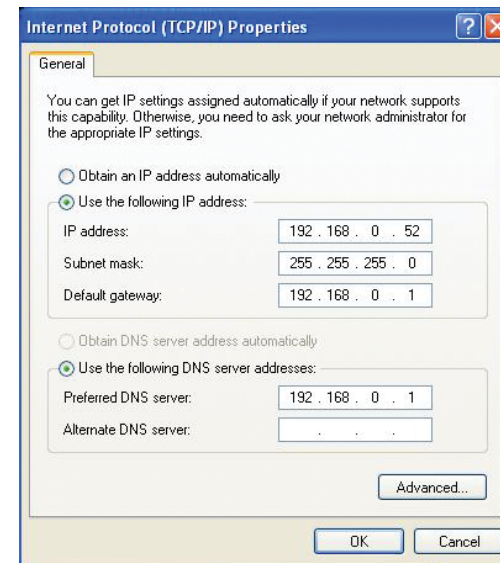 Internet Protocol (TCP/IP) Properties
General
You can get IP settings assigned automatically if your network supports
this capability. Otherwise, you need to ask your network administrator for
the appropriate IP settings.
Obtain an IP address automatically
Use the following IP address:
IP address: 192 . 168 . 0 . 52
Subnet mask: 255 . 255 . 255 . 0
Default gateway: 192 . 168 . 0 . 1
Obtain DNS server address automatically
Use the following DNS server addresses:
Preferred DNS server: 192 . 168 . 0 . 1
Alternate DNS server: . . .
Advanced...
OK Cancel